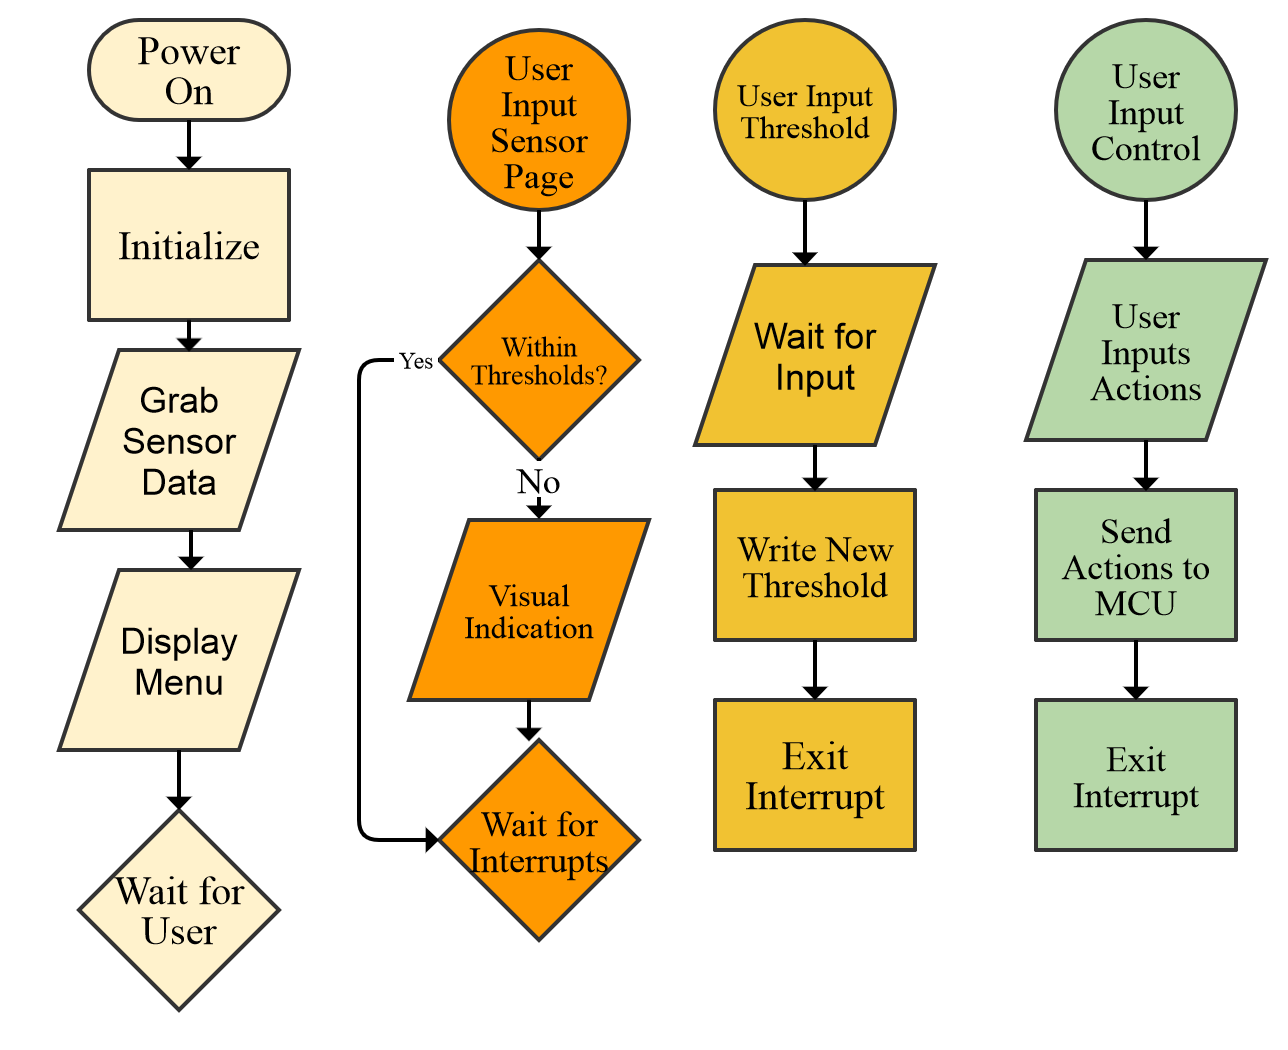 Power
On
Initialize
Grab
Sensor
Data
Display
Menu
Wait for
User
User
Input
Sensor
Page
Within
Thresholds?
Yes
No
Visual
Indication
Wait for
Interrupts
User Input
Threshold
Wait for
Input
Write New
Threshold
Exit
Interrupt
User
Input
Control
User
Inputs
Actions
Send
Actions to
MCU
Exit
Interrupt